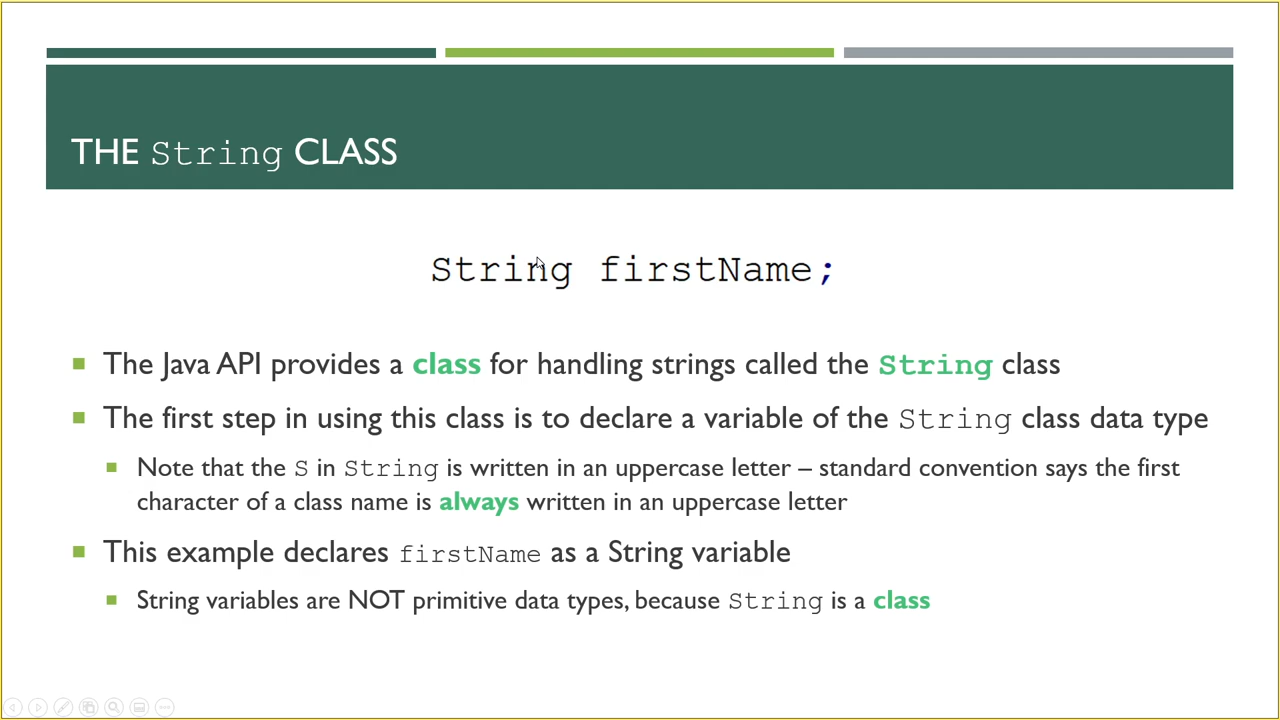 THE String CLASS
String firstName;
The Java API provides a class for handling strings called the String class
The first step in using this class is to declare a variable of the String class data type
Note that the S in String is written in an uppercase letter – standard convention says the first
character of a class name is always written in an uppercase letter
This example declares firstName as a String variable
String variables are NOT primitive data types, because String is a class